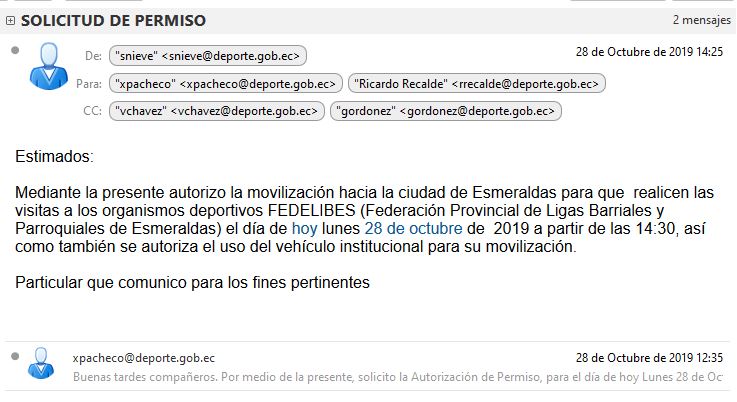 SOLICITUD DE PERMISO 2 mensajes
De: "snieve" <snieve@deporte.gob.ec> 28 de Octubre de 2019 14:25
Para: "xpacheco" <xpacheco@deporte.gob.ec> "Ricardo Recalde" <rrecalde@deporte.gob.ec>
CC: "vchavez" <vchavez@deporte.gob.ec> "gordonez" <gordonez@deporte.gob.ec>
Estimados:
Mediante la presente autorizo la movilización hacia la ciudad de Esmeraldas para que realicen las
visitas a los organismos deportivos FEDELIBES (Federación Provincial de Ligas Barriales y
Parroquiales de Esmeraldas) el día de hoy lunes 28 de octubre de 2019 a partir de las 14:30, así
como también se autoriza el uso del vehículo institucional para su movilización.
Particular que comunico para los fines pertinentes
xpacheco@deporte.gob.ec 28 de Octubre de 2019 12:35
Buenas tardes compañeros. Por medio de la presente, solicito la Autorización de Permiso, para el día de hoy Lunes 28 de Oct